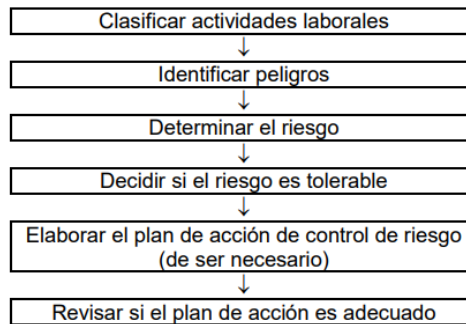 Clasificar actividades laborales
↓
Identificar peligros
↓
Determinar el riesgo
↓
Decidir si el riesgo es tolerable
↓
Elaborar el plan de acción de control de riesgo
(de ser necesario)
↓
Revisar si el plan de acción es adecuado